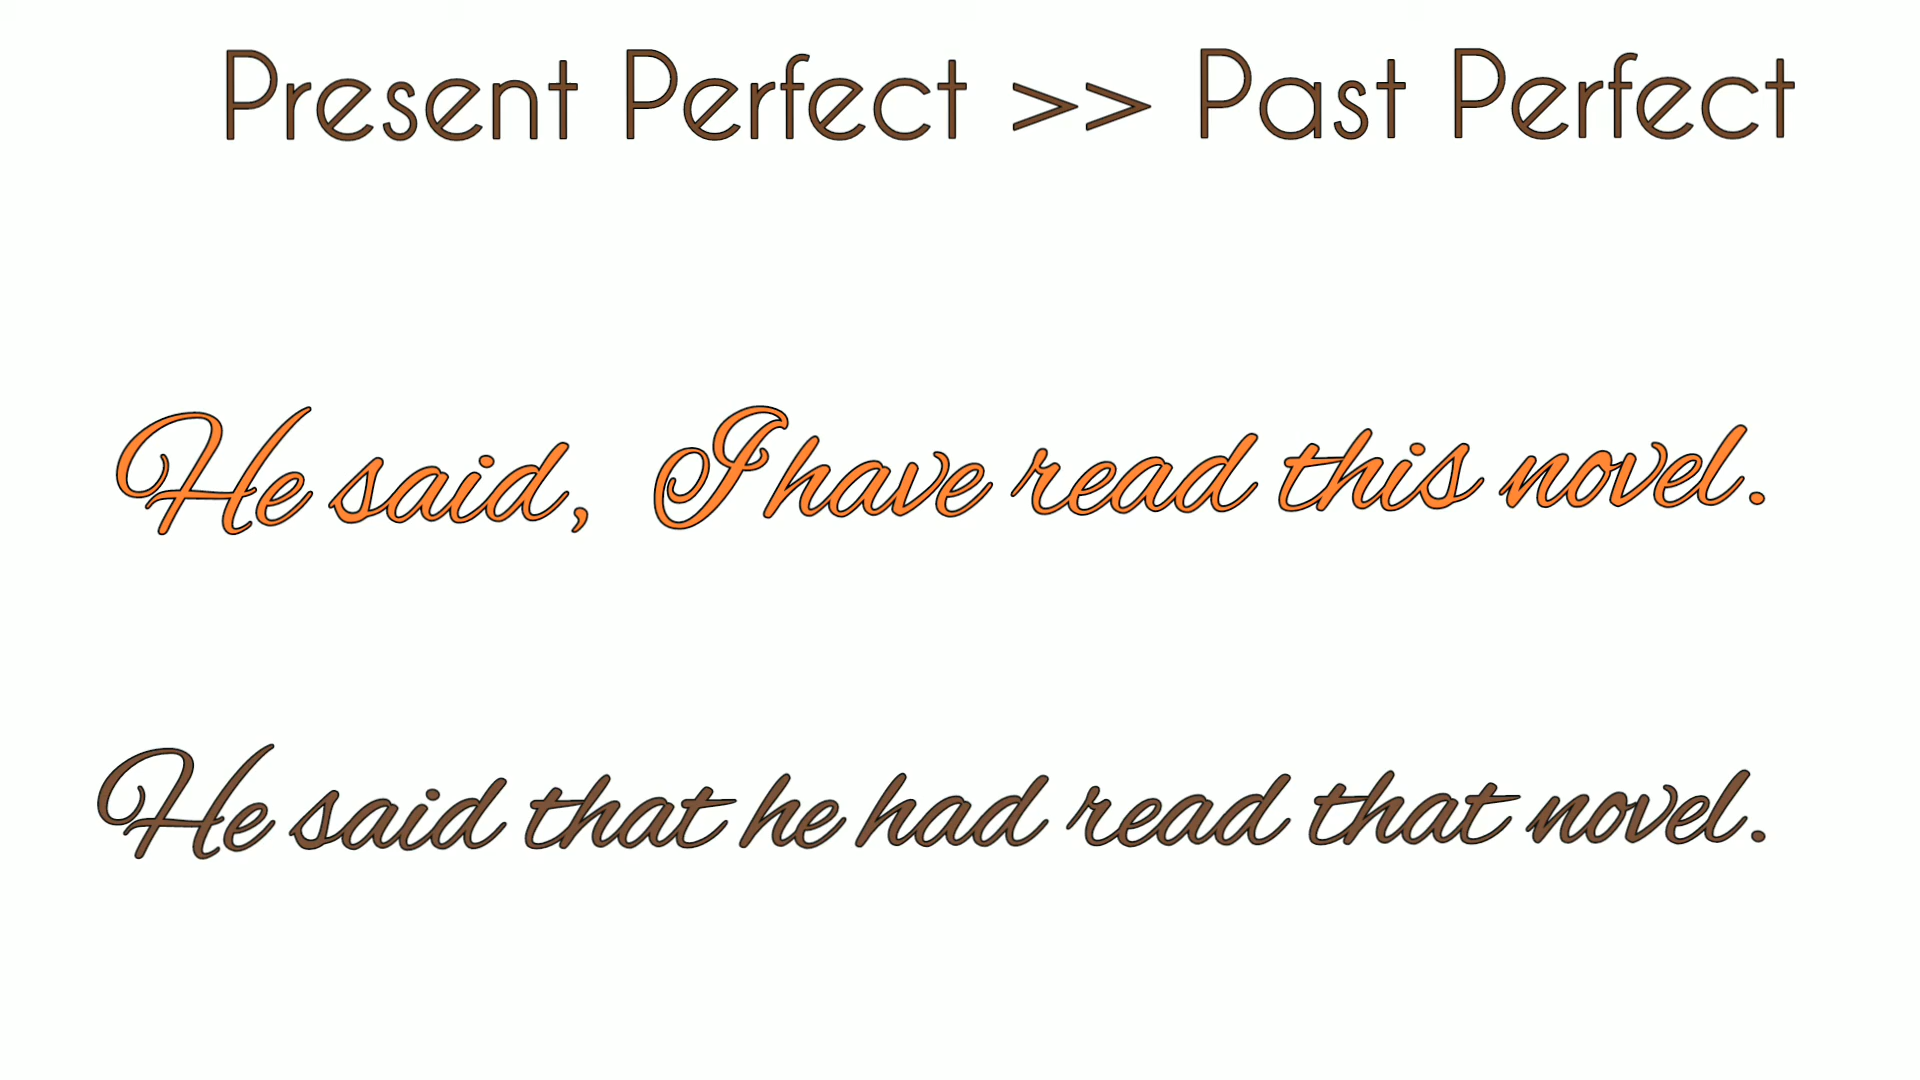 Present Perfect >> Past Perfect
He said, I have read this novel.
He said that he had read that novel.